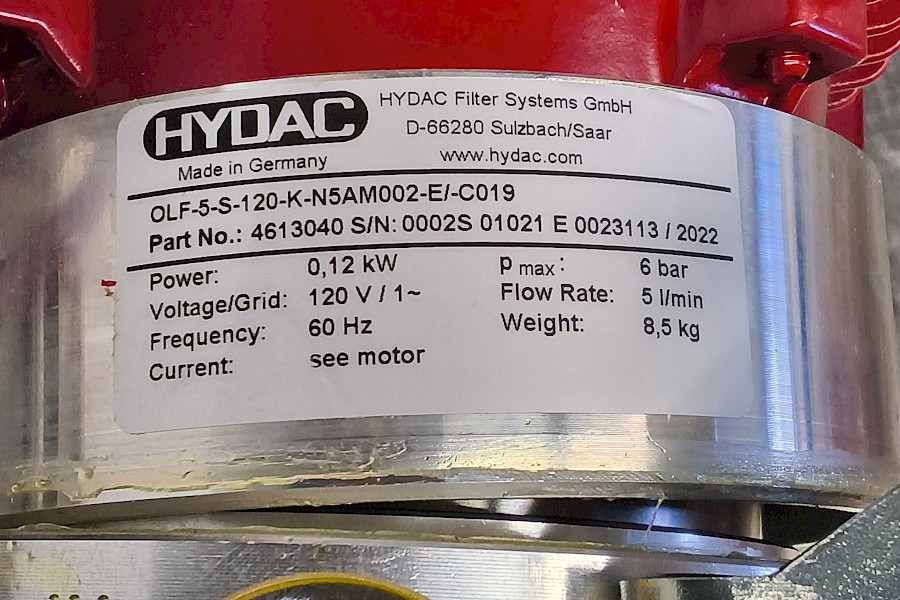 HYDAC
HYDAC Filter Systems GmbH
D-66280 Sulzbach/Saar
www.hydac.com
Made in Germany
OLF-5-S-120-K-N5AM002-E/-C019
Part No.: 4613040 S/N: 0002S 01021 E 0023113 / 2022
Power: 0,12 kW
Voltage/Grid: 120 V / 1~
Frequency: 60 Hz
Current: see motor
p max: 6 bar
Flow Rate: 5 l/min
Weight: 8,5 kg